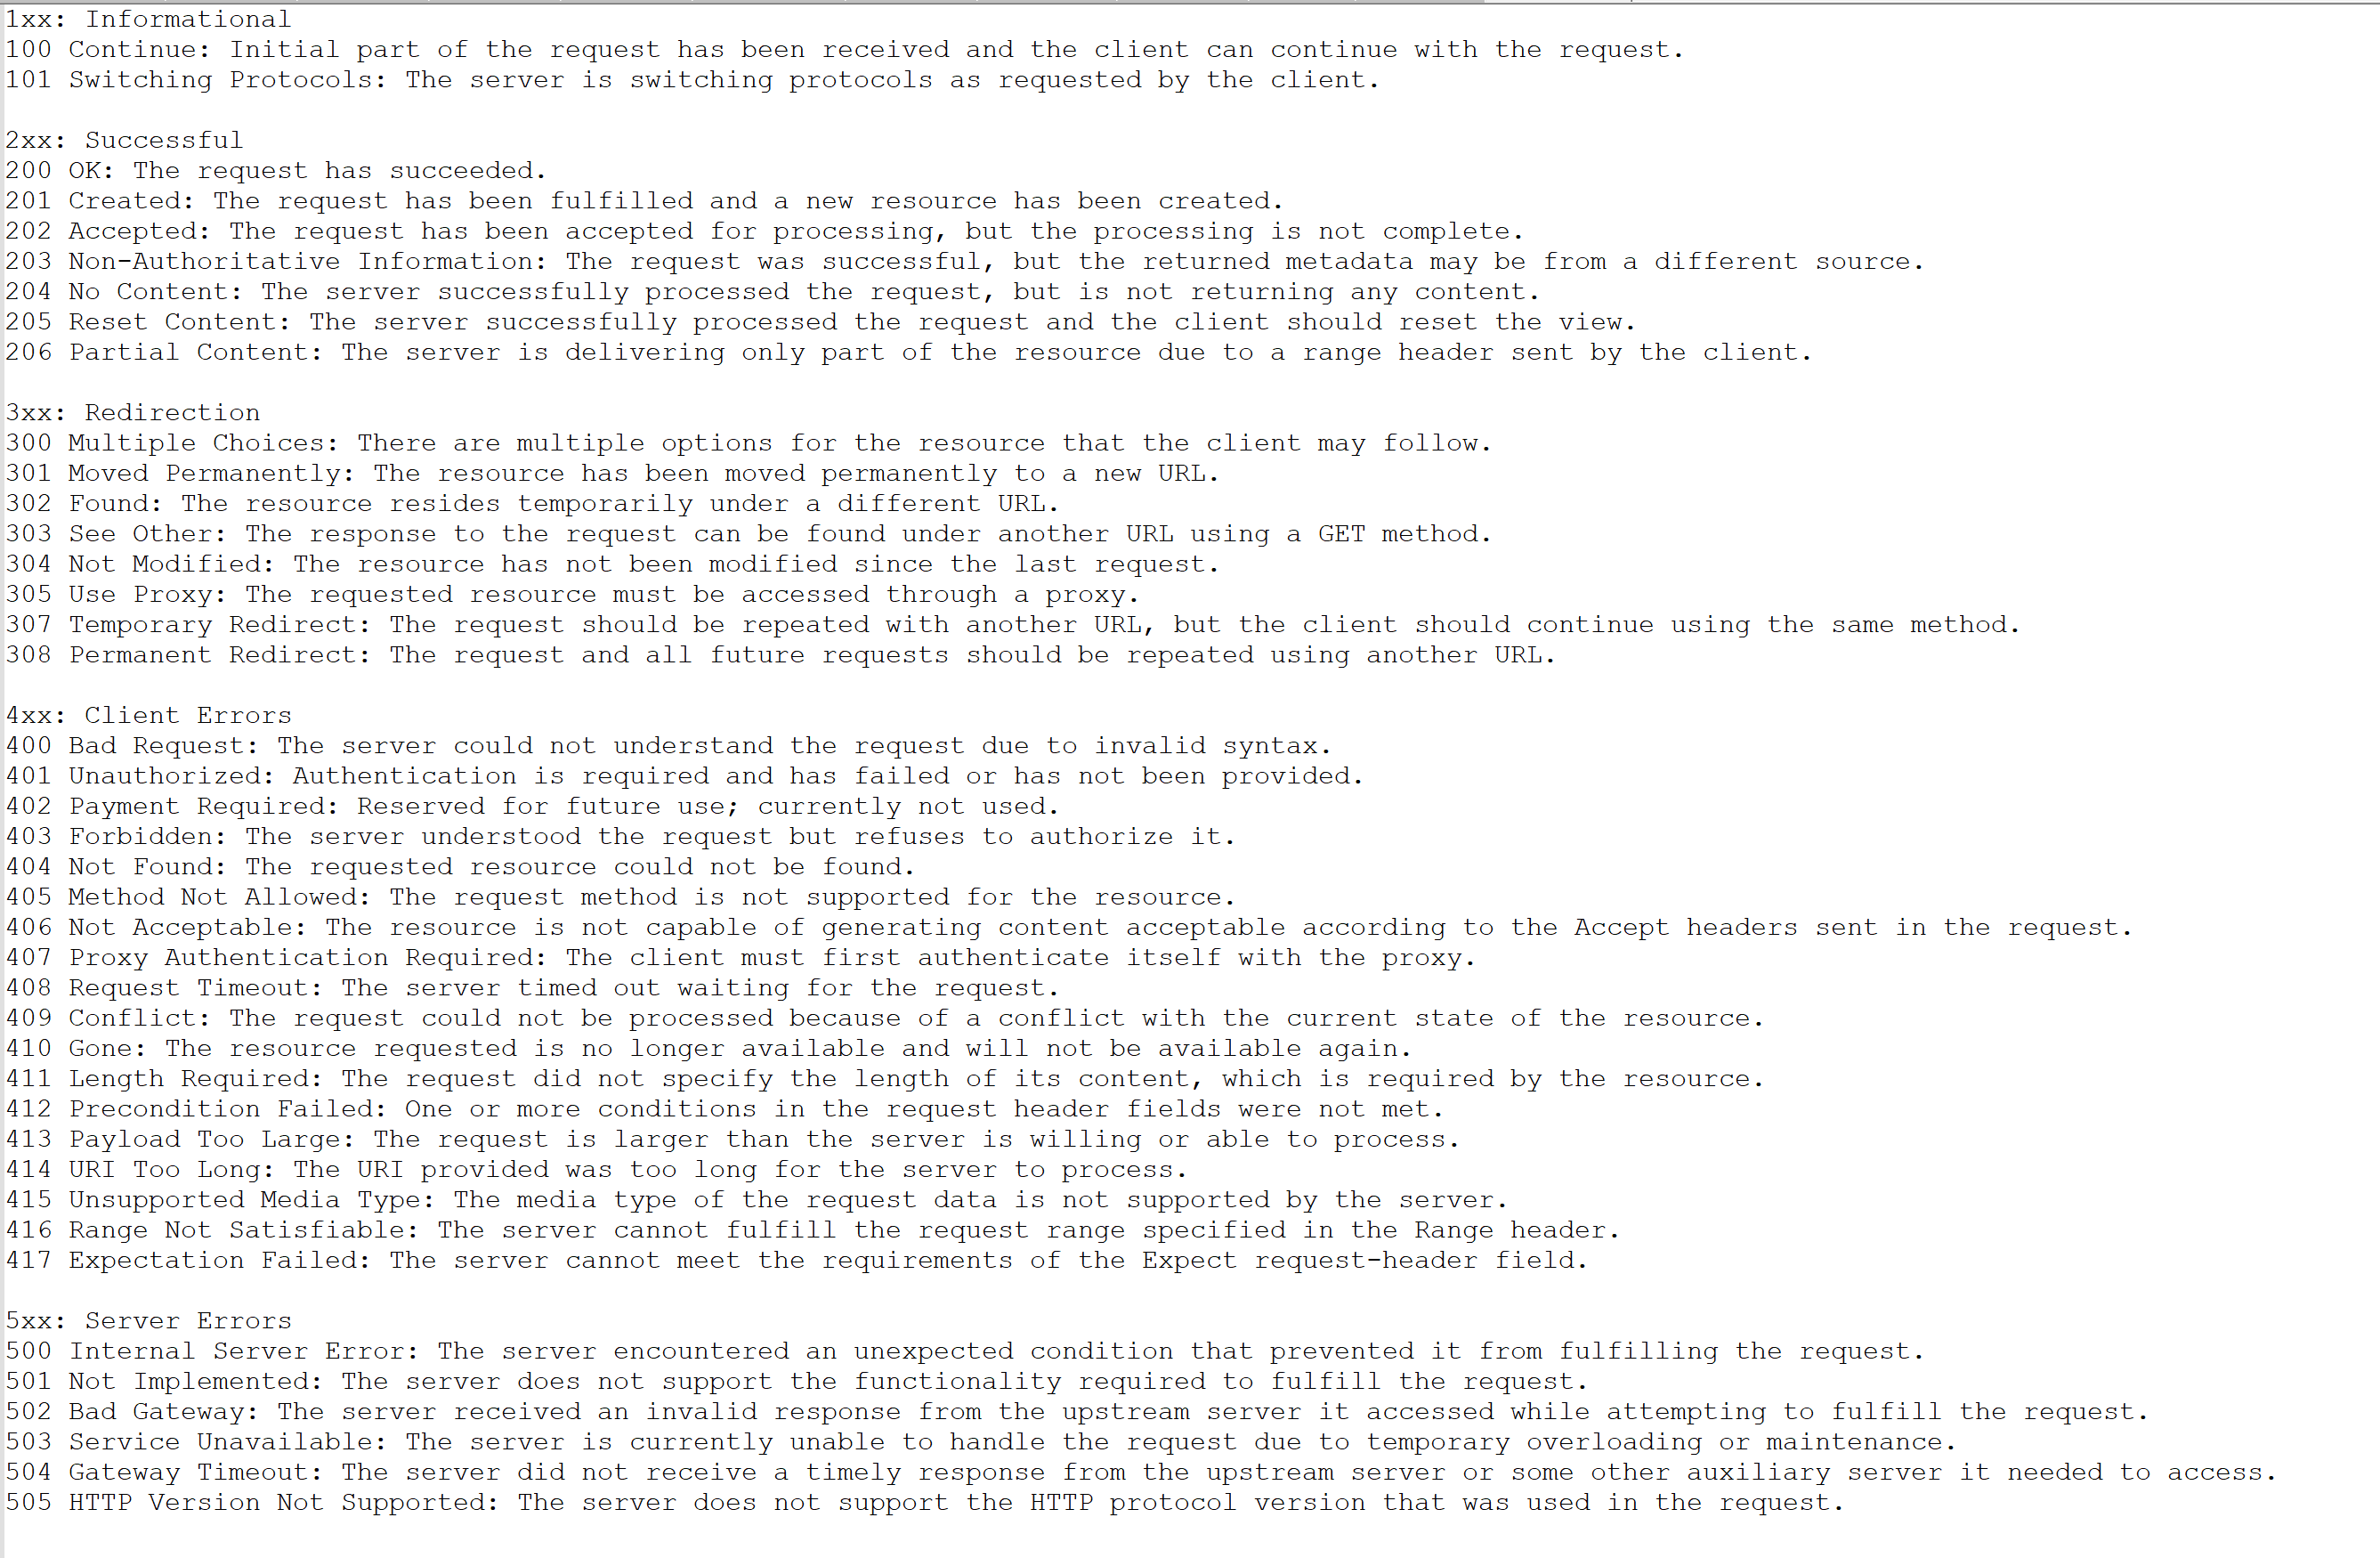 1xx: Informational
100 Continue: Initial part of the request has been received and the client can continue with the request.
101 Switching Protocols: The server is switching protocols as requested by the client.
2xx: Successful
200 OK: The request has succeeded.
201 Created: The request has been fulfilled and a new resource has been created.
202 Accepted: The request has been accepted for processing, but the processing is not complete.
203 Non-Authoritative Information: The request was successful, but the returned metadata may be from a different source.
204 No Content: The server successfully processed the request, but is not returning any content.
205 Reset Content: The server successfully processed the request and the client should reset the view.
206 Partial Content: The server is delivering only part of the resource due to a range header sent by the client.
3xx: Redirection
300 Multiple Choices: There are multiple options for the resource that the client may follow.
301 Moved Permanently: The resource has been moved permanently to a new URL.
302 Found: The resource resides temporarily under a different URL.
303 See Other: The response to the request can be found under another URL using a GET method.
304 Not Modified: The resource has not been modified since the last request.
305 Use Proxy: The requested resource must be accessed through a proxy.
307 Temporary Redirect: The request should be repeated with another URL, but the client should continue using the same method.
308 Permanent Redirect: The request and all future requests should be repeated using another URL.
4xx: Client Errors
400 Bad Request: The server could not understand the request due to invalid syntax.
401 Unauthorized: Authentication is required and has failed or has not been provided.
402 Payment Required: Reserved for future use; currently not used.
403 Forbidden: The server understood the request but refuses to authorize it.
404 Not Found: The requested resource could not be found.
405 Method Not Allowed: The request method is not supported for the resource.
406 Not Acceptable: The resource is not capable of generating content acceptable according to the Accept headers sent in the request.
407 Proxy Authentication Required: The client must first authenticate itself with the proxy.
408 Request Timeout: The server timed out waiting for the request.
409 Conflict: The request could not be processed because of a conflict with the current state of the resource.
410 Gone: The resource requested is no longer available and will not be available again.
411 Length Required: The request did not specify the length of its content, which is required by the resource.
412 Precondition Failed: One or more conditions in the request header fields were not met.
413 Payload Too Large: The request is larger than the server is willing or able to process.
414 URI Too Long: The URI provided was too long for the server to process.
415 Unsupported Media Type: The media type of the request data is not supported by the server.
416 Range Not Satisfiable: The server cannot fulfill the request range specified in the Range header.
417 Expectation Failed: The server cannot meet the requirements of the Expect request-header field.
5xx: Server Errors
500 Internal Server Error: The server encountered an unexpected condition that prevented it from fulfilling the request.
501 Not Implemented: The server does not support the functionality required to fulfill the request.
502 Bad Gateway: The server received an invalid response from the upstream server it accessed while attempting to fulfill the request.
503 Service Unavailable: The server is currently unable to handle the request due to temporary overloading or maintenance.
504 Gateway Timeout: The server did not receive a timely response from the upstream server or some other auxiliary server it needed to access.
505 HTTP Version Not Supported: The server does not support the HTTP protocol version that was used in the request.